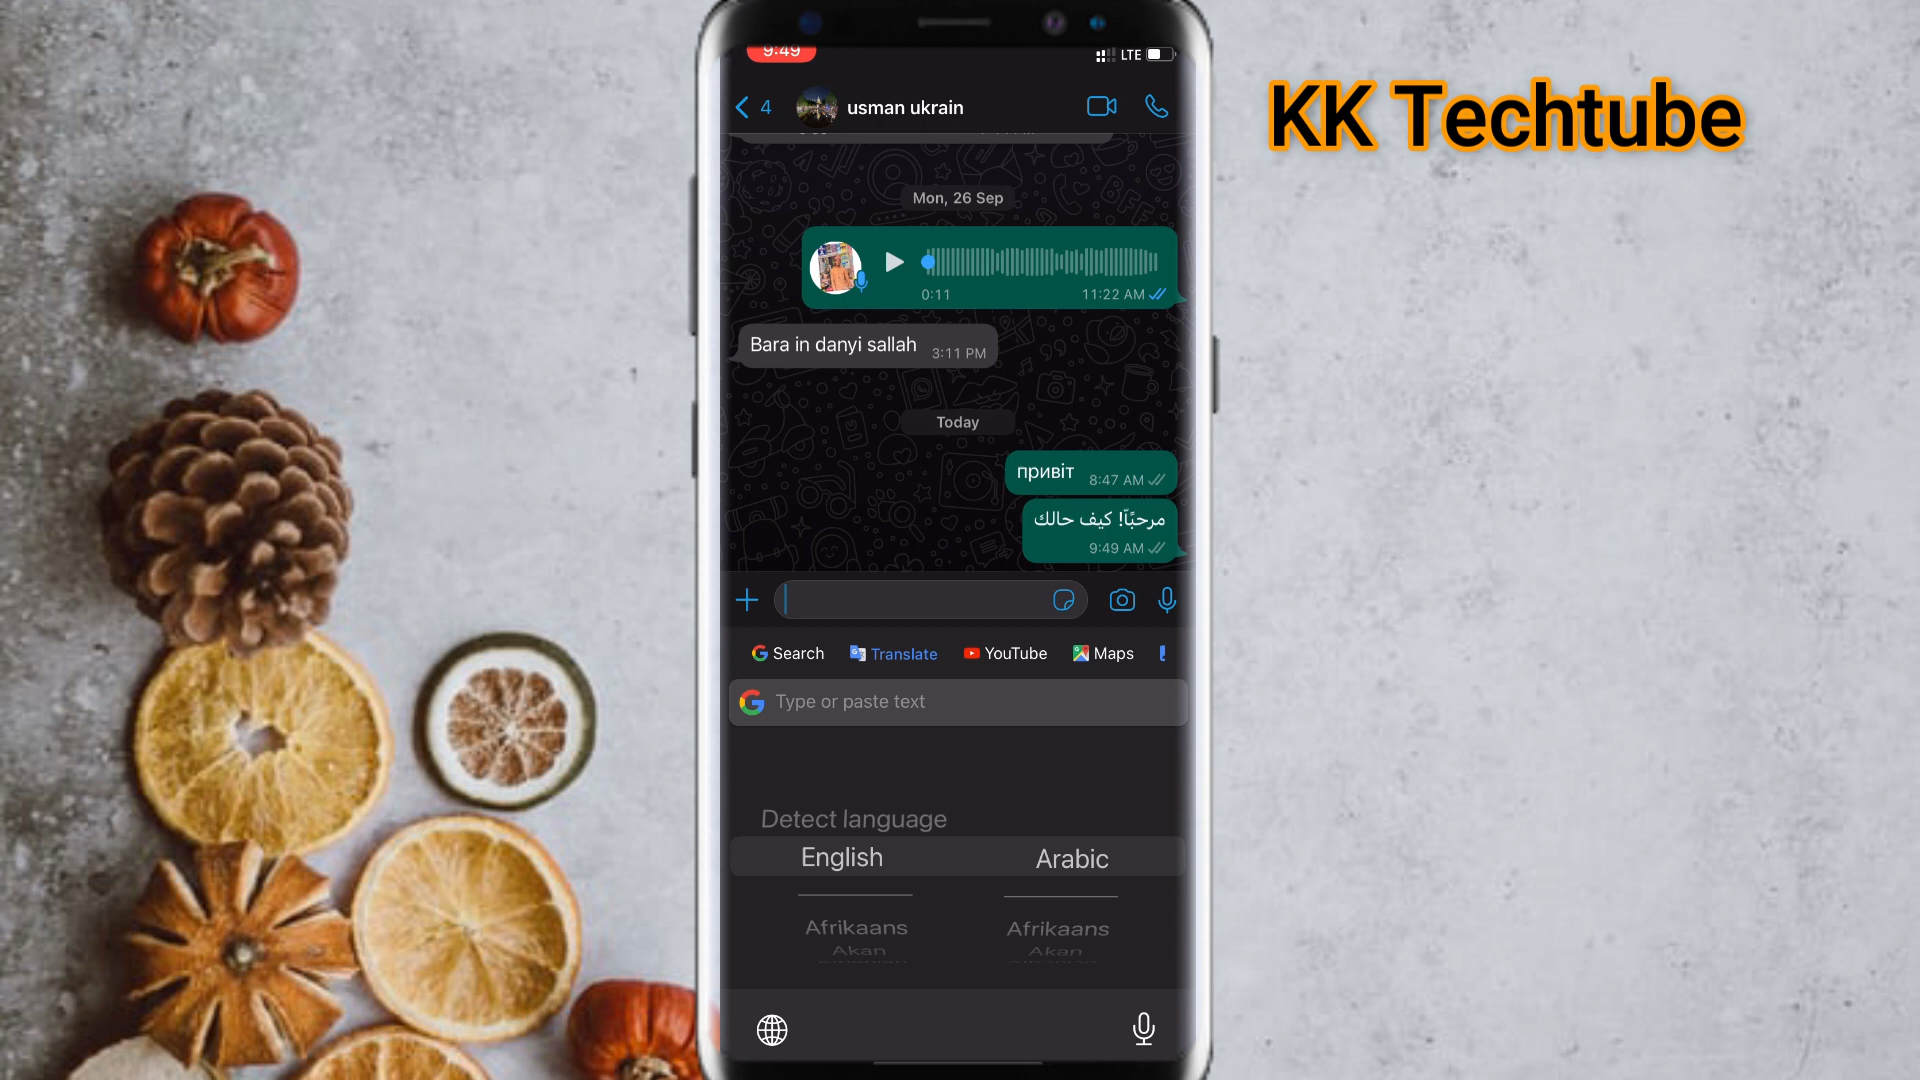 KK Techtube
9:49
LTE
4
usman ukrain
Mon, 26 Sep
0:11
11:22 AM
Bara in danyi sallah
3:11 PM
Today
привіт
8:47 AM
مرحبًاً! كيف حالك
9:49 AM
Search
Translate
YouTube
Maps
Type or paste text
Detect language
English
Arabic
Afrikaans
Afrikaans
Akan
Akan